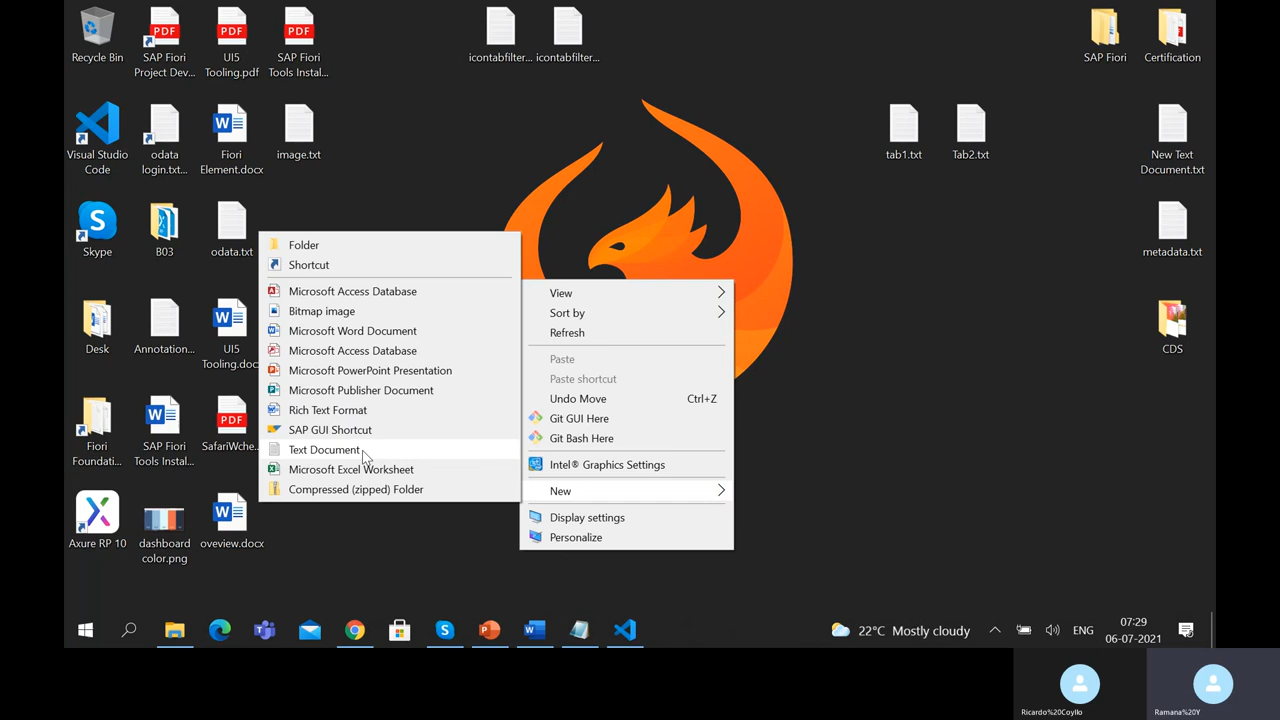 Recycle Bin
SAP Fiori
Project Dev...
UI5
Tooling.pdf
SAP Fiori
Tools Instal...
icontabfilter...
icontabfilter...
SAP Fiori
Certification
Visual Studio
Code
odata
login.txt...
Fiori
Element.docx
image.txt
tab1.txt
Tab2.txt
New Text
Document.txt
Skype
B03
odata.txt
metadata.txt
Desk
Annotation...
UI5
Tooling.docx
CDS
Fiori
Foundati...
SAP Fiori
Tools Instal...
SafariWche...
Axure RP 10
dashboard
color.png
oveview.docx
Folder
Shortcut
Microsoft Access Database
Bitmap image
Microsoft Word Document
Microsoft Access Database
Microsoft PowerPoint Presentation
Microsoft Publisher Document
Rich Text Format
SAP GUI Shortcut
Text Document
Microsoft Excel Worksheet
Compressed (zipped) Folder
View
Sort by
Refresh
Paste
Paste shortcut
Undo Move Ctrl+Z
Git GUI Here
Git Bash Here
Intel® Graphics Settings
New
Display settings
Personalize
22°C Mostly cloudy
ENG
07:29
06-07-2021
Ricardo%20Coyllo
Ramana%20Y